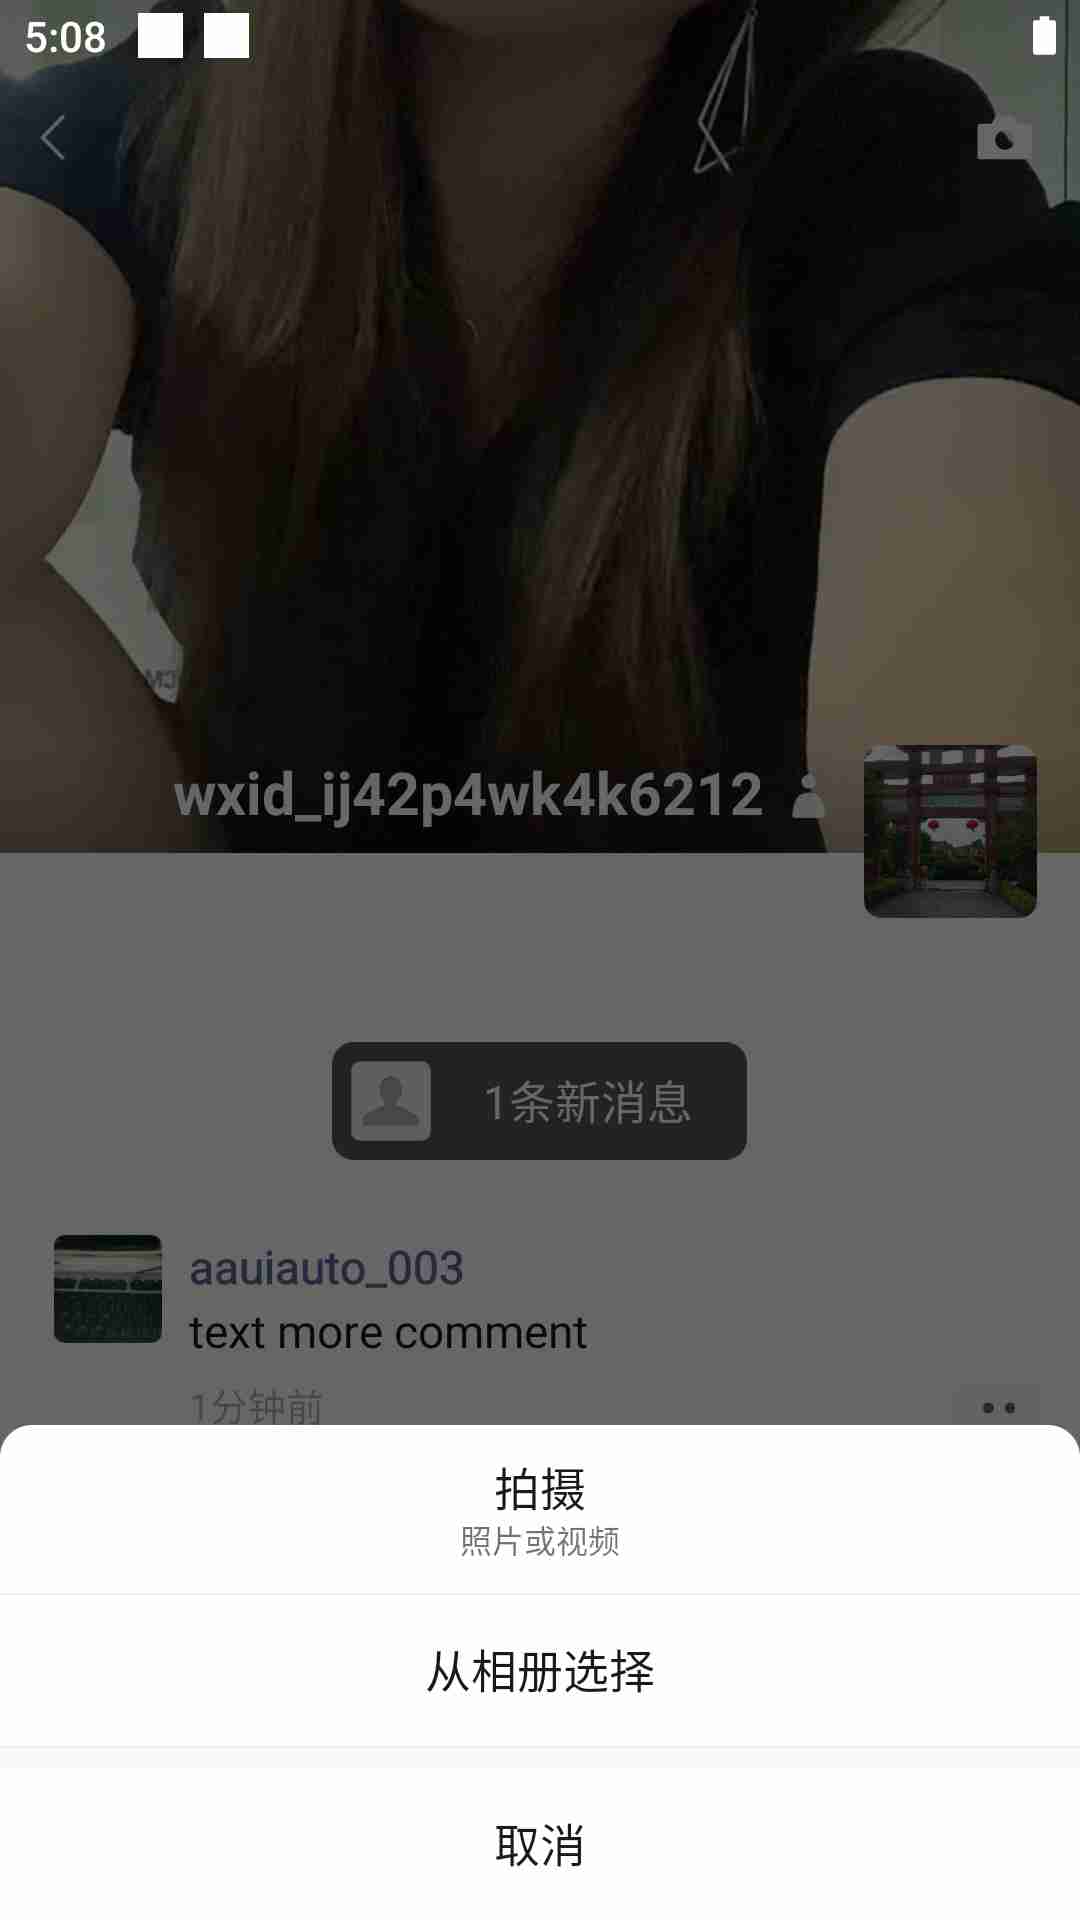 5:08
wxid_ij42p4wk4k6212
1条新消息
aauiauto_003
text more comment
1分钟前
拍摄
照片或视频
从相册选择
取消